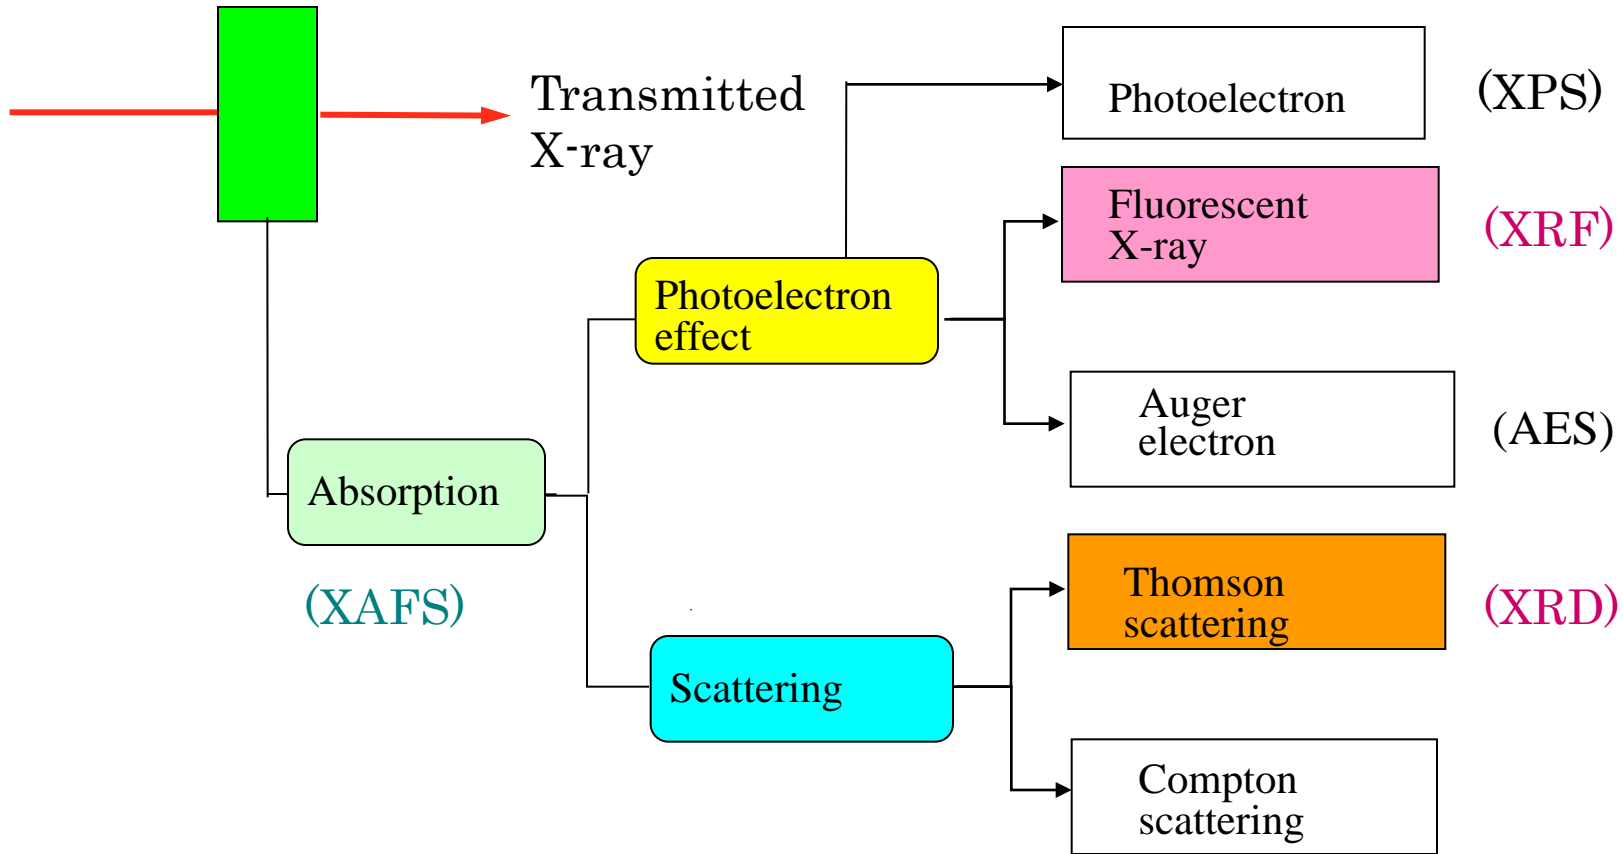 Transmitted
X-ray
Photoelectron
(XPS)
Fluorescent
X-ray
(XRF)
Photoelectron
effect
Auger
electron
(AES)
Absorption
(XAFS)
Thomson
scattering
(XRD)
Scattering
Compton
scattering